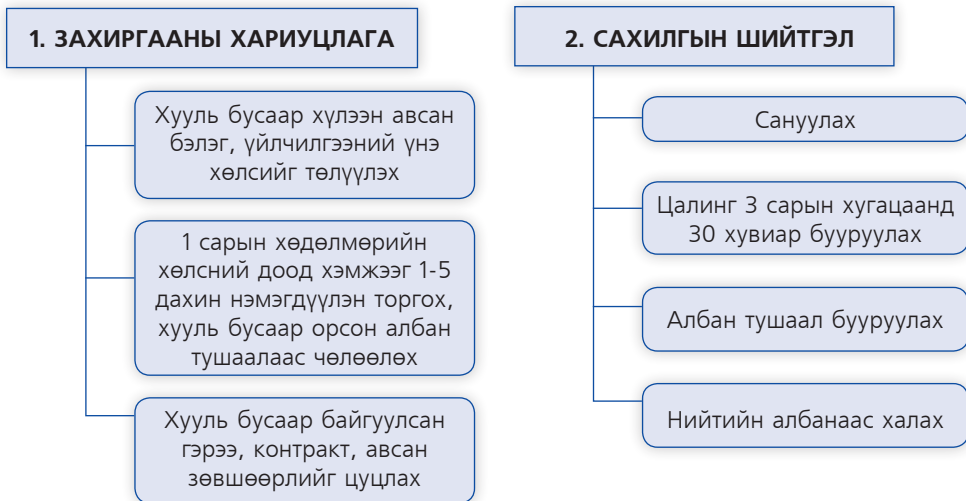 1. ЗАХИРГААНЫ ХАРИУЦЛАГА
Хууль бусаар хүлээн авсан
бэлэг, үйлчилгээний үнэ
хөлсийг төлүүлэх
1 сарын хөдөлмөрийн
хөлсний доод хэмжээг 1-5
дахин нэмэгдүүлэн торгох,
хууль бусаар орсон албан
тушаалаас чөлөөлөх
Хууль бусаар байгуулсан
гэрээ, контракт, авсан
зөвшөөрлийг цуцлах
2. САХИЛГЫН ШИЙТГЭЛ
Сануулах
Цалинг 3 сарын хугацаанд
30 хувиар бууруулах
Албан тушаал бууруулах
Нийтийн албанаас халах